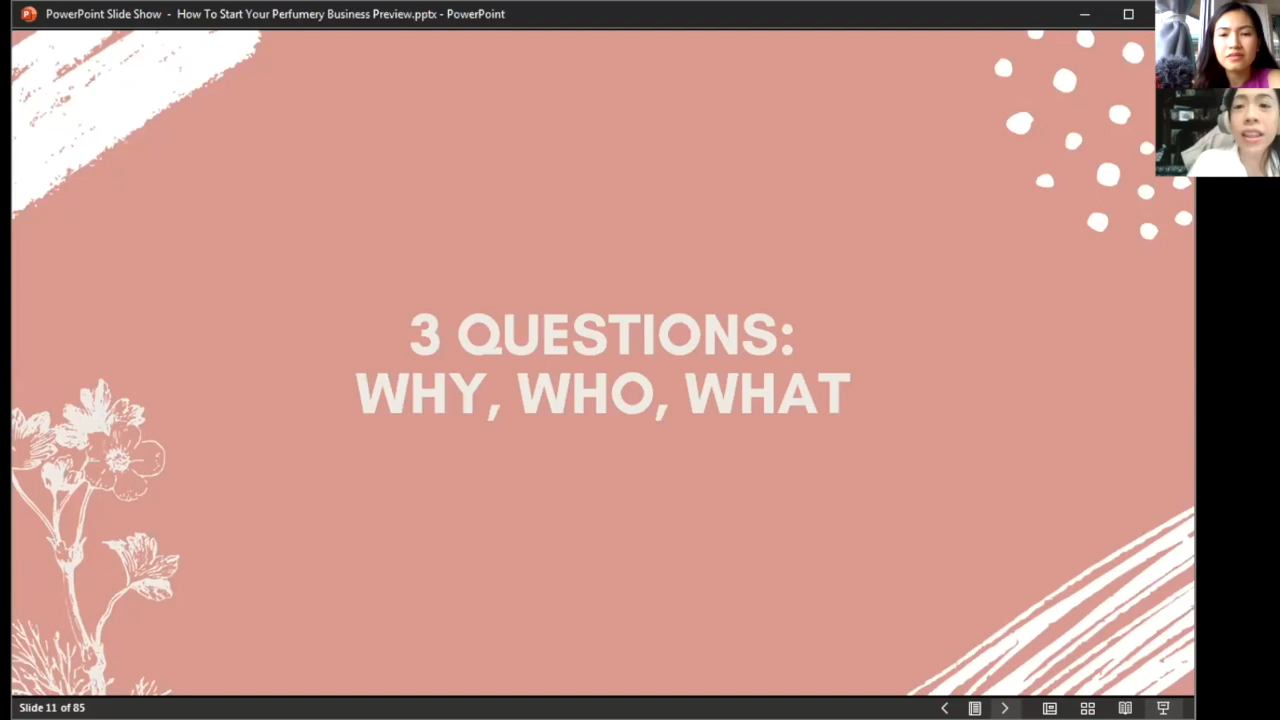 PowerPoint Slide Show - How To Start Your Perfumery Business Preview.pptx - PowerPoint
3 QUESTIONS:
WHY, WHO, WHAT
Slide 11 of 85